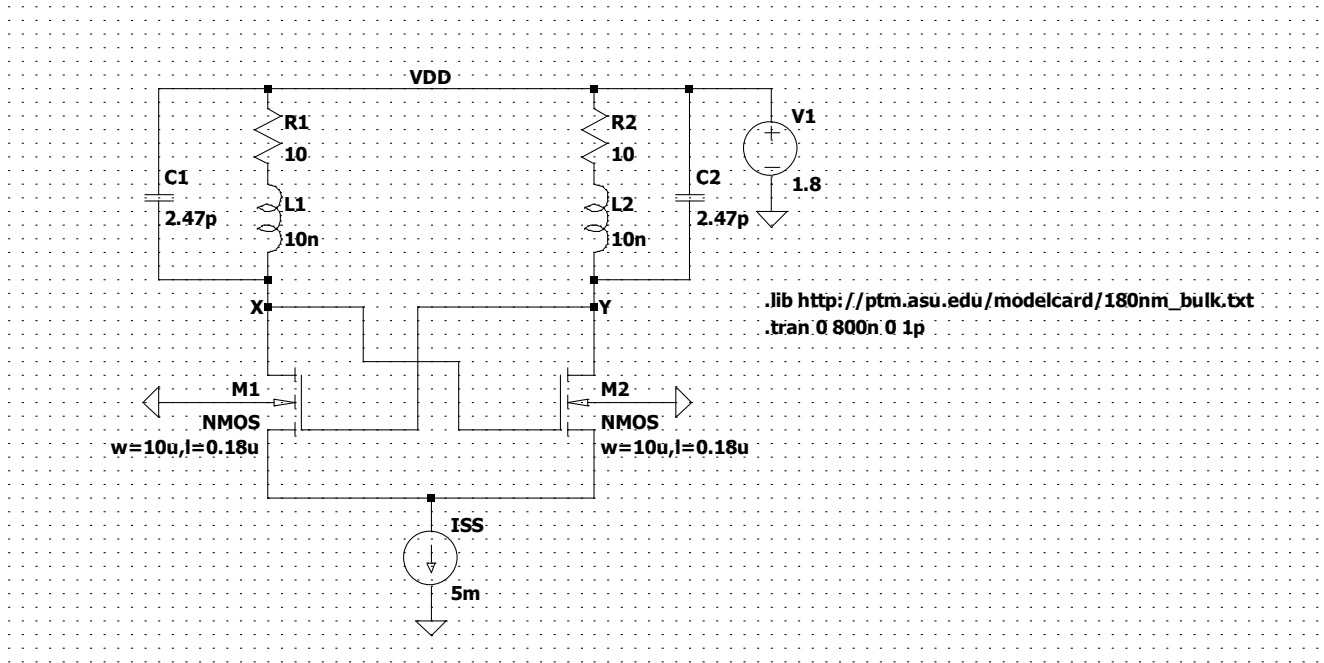 VDD
R1
10
C1
2.47p
L1
10n
R2
10
L2
10n
C2
2.47p
V1
1.8
X
Y
.lib http://ptm.asu.edu/modelcard/180nm_bulk.txt
.tran 0 800n 0 1p
M1
NMOS
w=10u,l=0.18u
M2
NMOS
w=10u,l=0.18u
ISS
5m